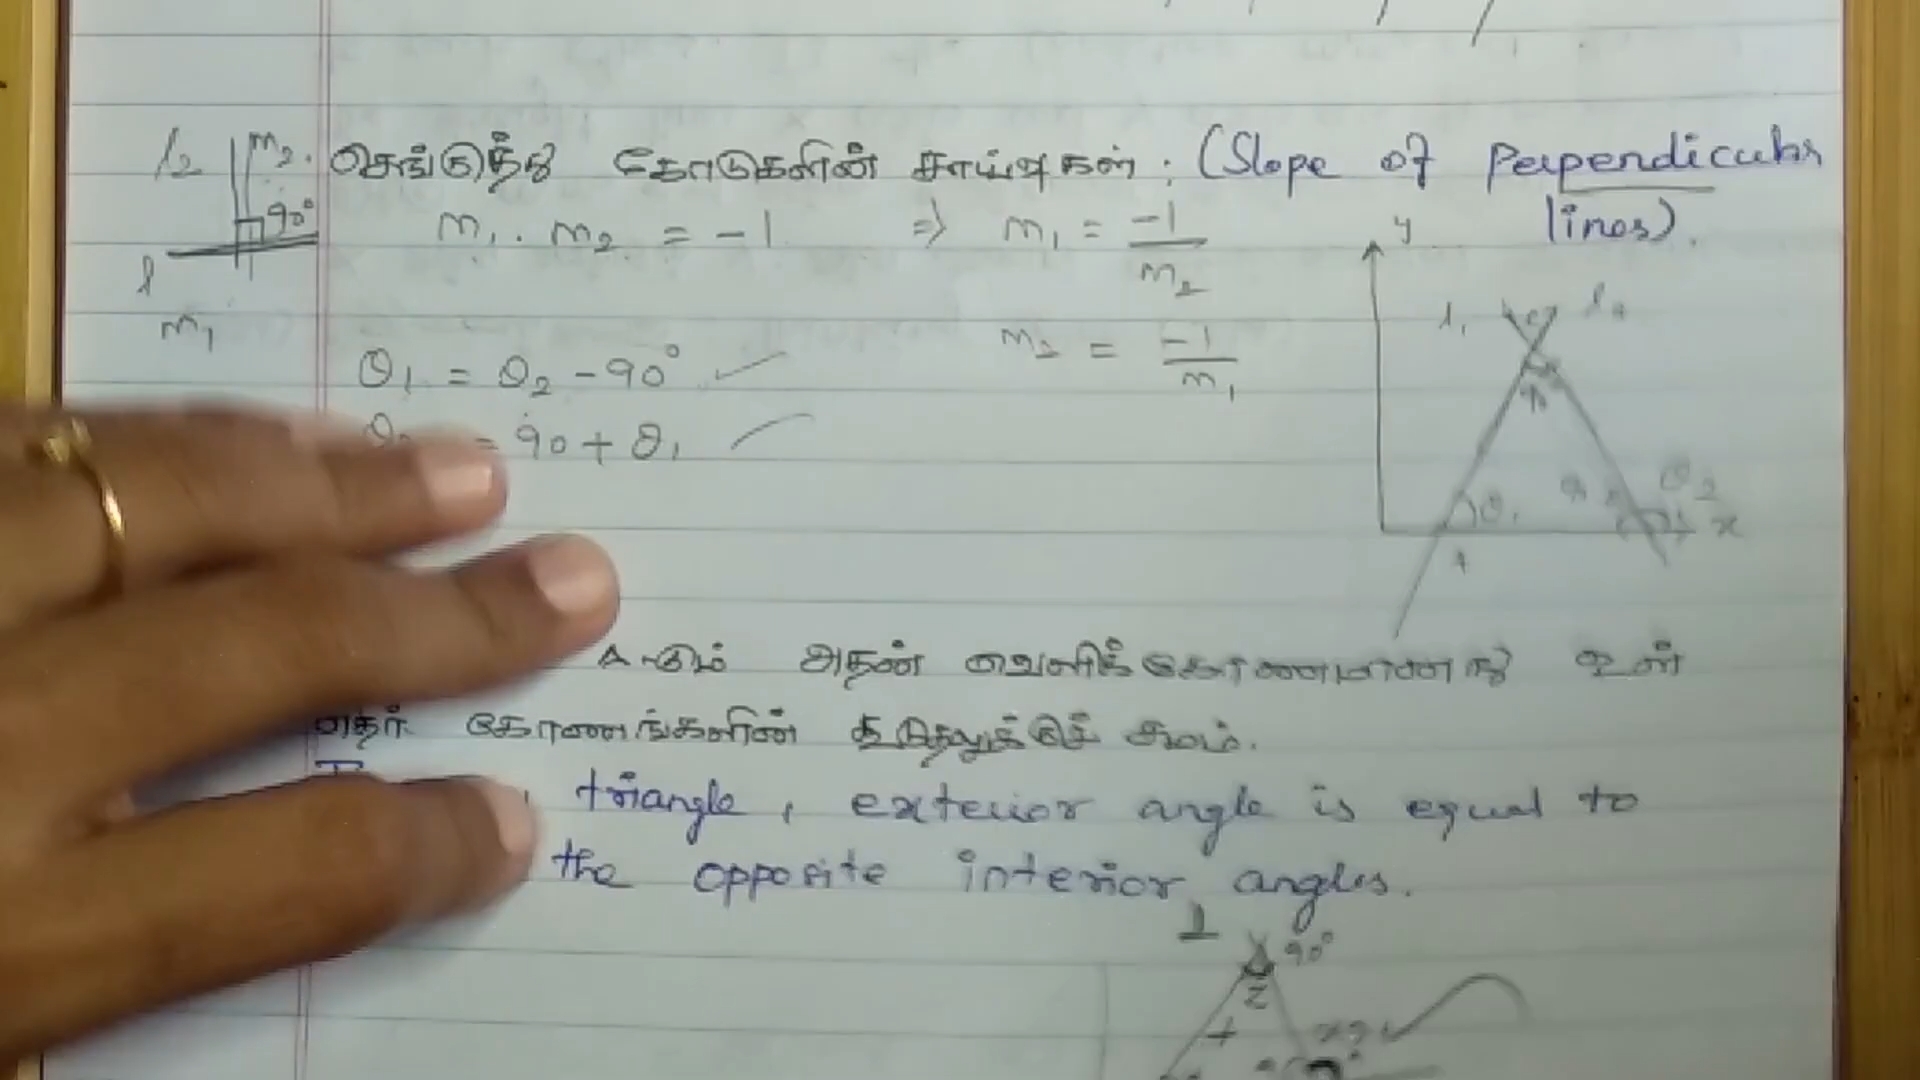 l2 m2. செங்குத்து கோடுகளின் சாய்வுகள் : (Slope of Perpendicular lines).
90°
m1 . m2 = -1 ⇒ m1 = -1/m2
l
m1
y
l1
m2 = -1/m1
θ1 = θ2 - 90°
= 90 + θ1
90
θ1 θ2 x
அதன் வெளிக்கோணமானது உள்
எதிர் கோணங்களின் கூடுதலுக்குச் சமம்.
triangle, exterior angle is equal to
the opposite interior angles.
90°